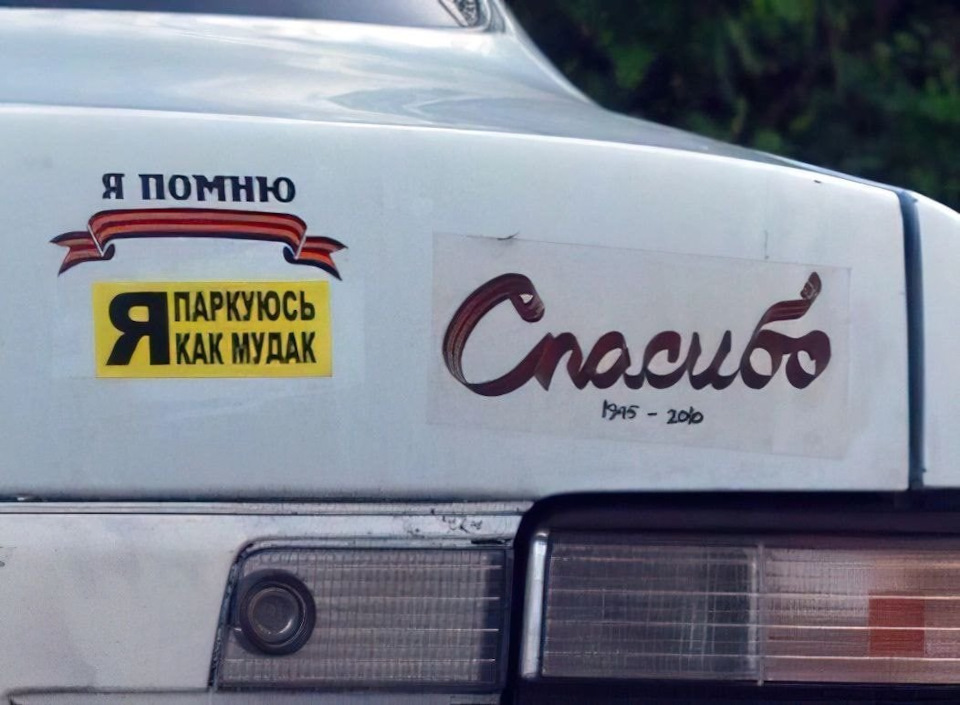 Я ПОМНЮ
Я ПАРКУЮСЬ
КАК МУДАК
Спасибо
1945 - 2010